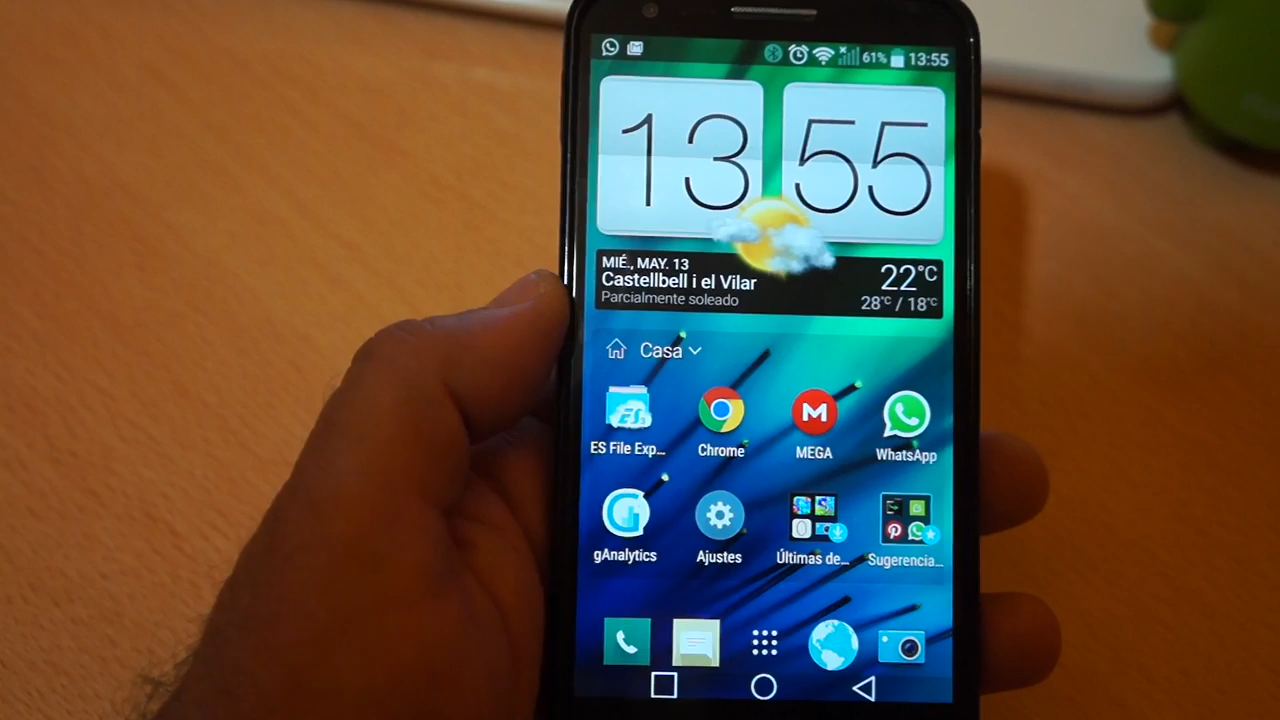 61% 13:55
13 55
MIÉ., MAY. 13
Castellbell i el Vilar
Parcialmente soleado
22°C
28°C / 18°C
Casa
ES File Exp... Chrome MEGA WhatsApp
gAnalytics Ajustes Últimas de... Sugerencia...